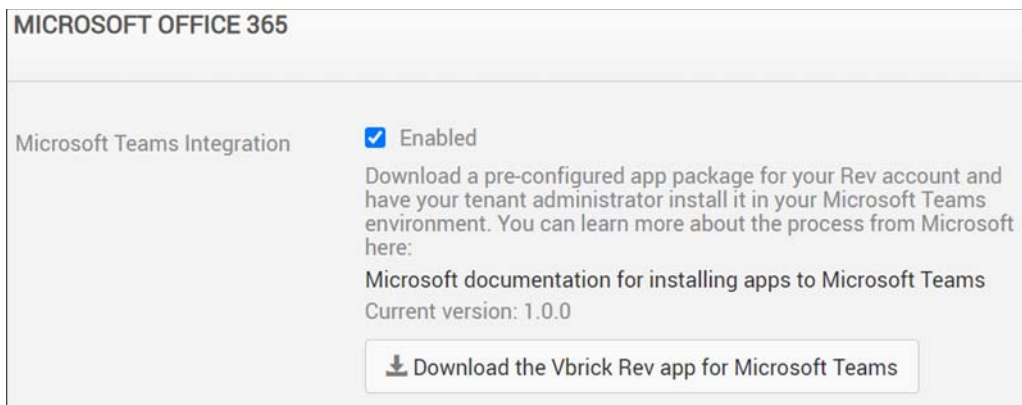 MICROSOFT OFFICE 365
Microsoft Teams Integration
Enabled
Download a pre-configured app package for your Rev account and
have your tenant administrator install it in your Microsoft Teams
environment. You can learn more about the process from Microsoft
here:
Microsoft documentation for installing apps to Microsoft Teams
Current version: 1.0.0
Download the Vbrick Rev app for Microsoft Teams